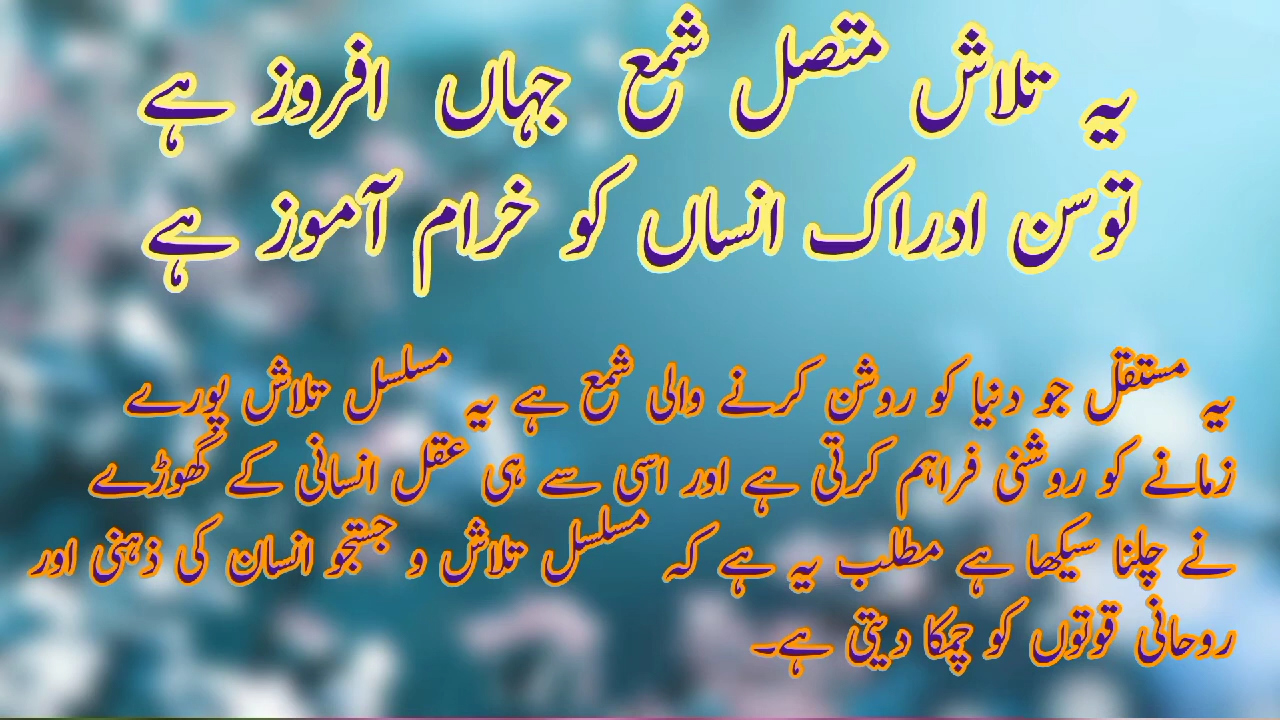 یہ تلاش متصل شمع جہاں افروز ہے
توسن ادراک انساں کو خرام آموز ہے
یہ مستقل جو دنیا کو روشن کرنے والی شمع ہے یہ مسلسل تلاش پورے
زمانے کو روشنی فراہم کرتی ہے اور اسی سے ہی عقل انسانی کے گھوڑے
نے چلنا سیکھا ہے مطلب یہ ہے کہ مسلسل تلاش و جستجو انسان کی ذہنی اور
روحانی قوتوں کو چمکا دیتی ہے۔